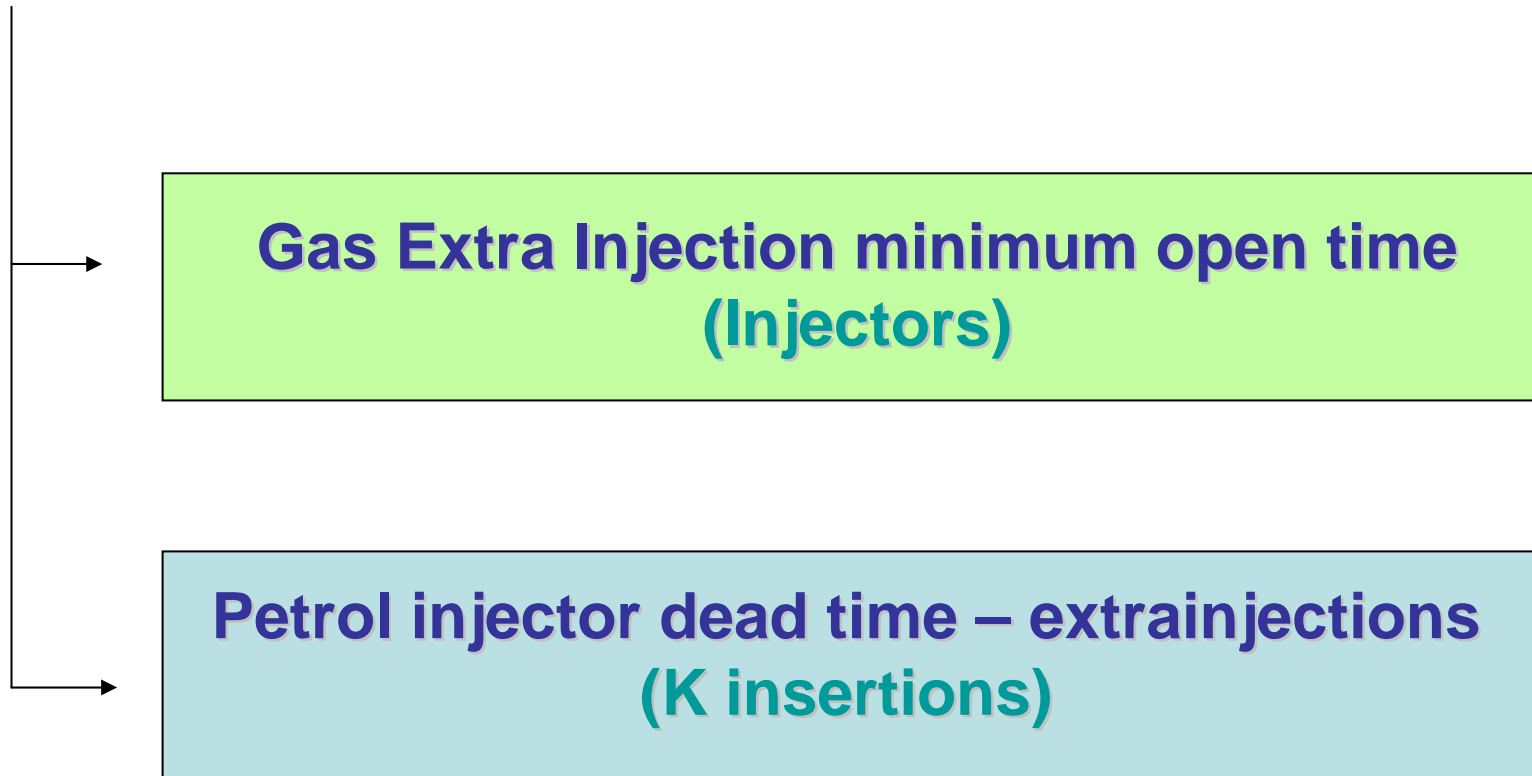 Gas Extra Injection minimum open time
(Injectors)
Petrol injector dead time – extrainjections
(K insertions)